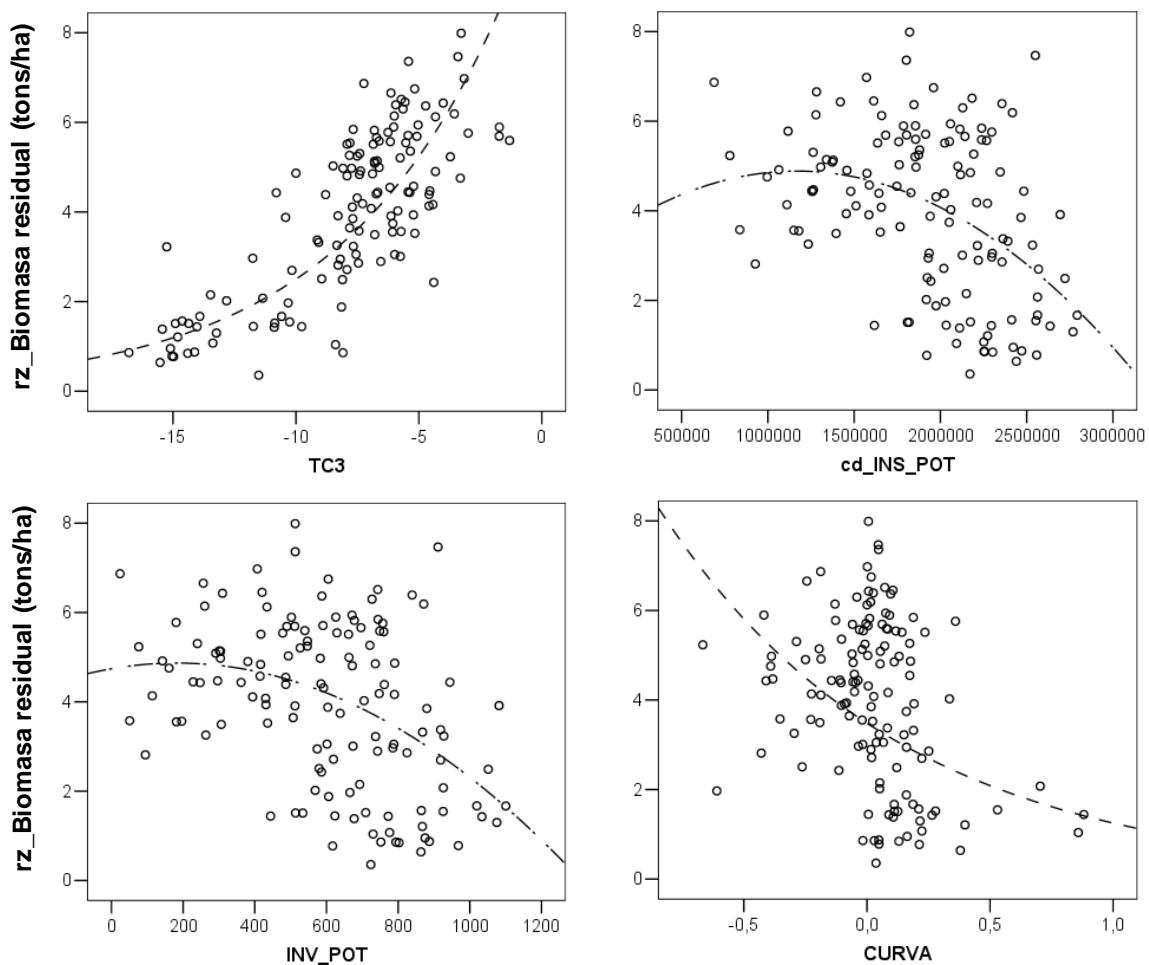 rz_Biomasa residual (tons/ha)
8
6
4
2
0
-15 -10 -5 0
TC3
8
6
4
2
0
500000 1000000 1500000 2000000 2500000 3000000
cd_INS_POT
rz_Biomasa residual (tons/ha)
8
6
4
2
0
0 200 400 600 800 1000 1200
INV_POT
8
6
4
2
0
-0,5 0,0 0,5 1,0
CURVA